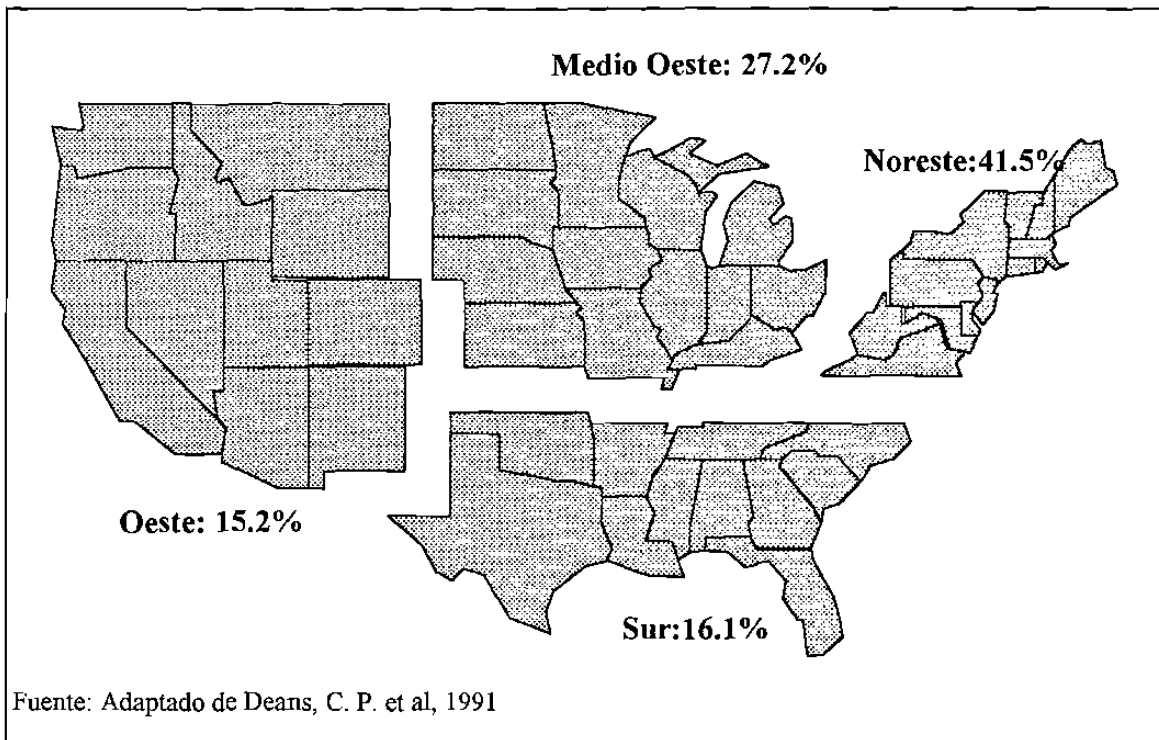 Medio Oeste: 27.2%
Noreste:41.5%
Oeste: 15.2%
Sur:16.1%
Fuente: Adaptado de Deans, C. P. et al, 1991